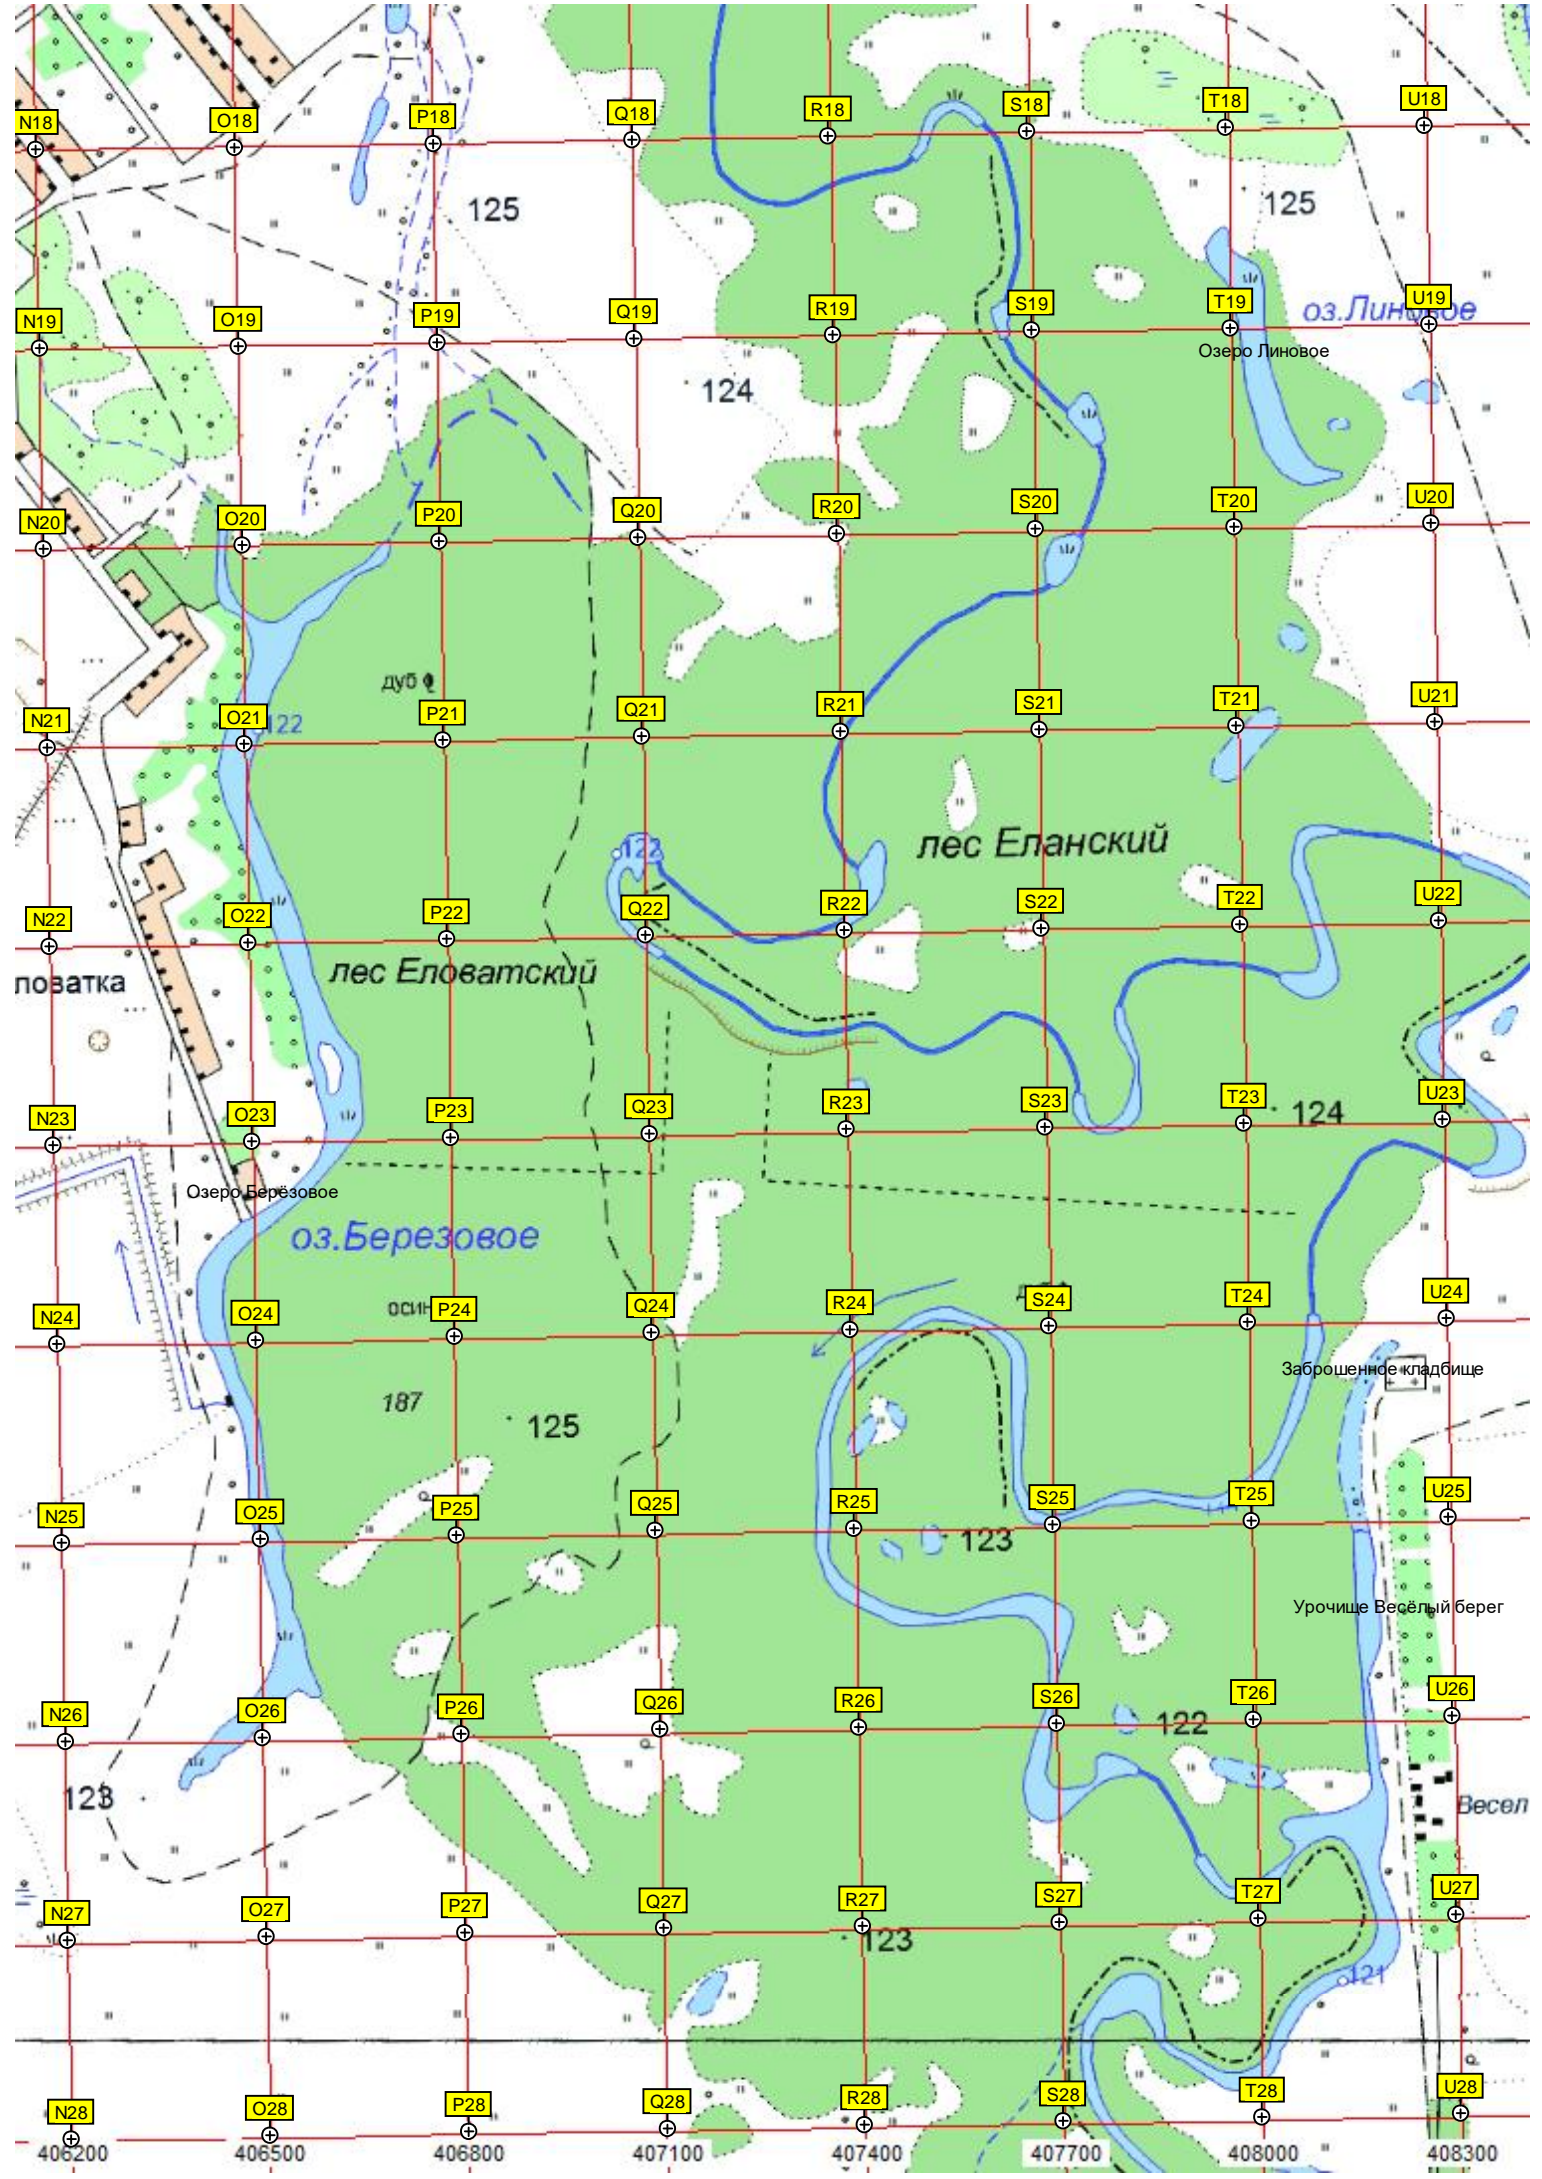 N18 O18 P18 Q18 R18 S18 T18 U18
125 125
оз.Линовое
N19 O19 P19 Q19 R19 S19 T19 U19
Озеро Линовое
124
N20 O20 P20 Q20 R20 S20 T20 U20
дуб
N21 O21 P21 Q21 R21 S21 T21 U21
122
лес Еланский
122
N22 O22 P22 Q22 R22 S22 T22 U22
лес Еловатский
ловатка
N23 O23 P23 Q23 R23 S23 T23 U23
124
Озеро Берёзовое
оз.Березовое
осин
N24 O24 P24 Q24 R24 S24 T24 U24
Заброшенное кладбище
187
125
N25 O25 P25 Q25 R25 S25 T25 U25
123
Урочище Весёлый берег
N26 O26 P26 Q26 R26 S26 T26 U26
122
123
Весел
N27 O27 P27 Q27 R27 S27 T27 U27
123
121
N28 O28 P28 Q28 R28 S28 T28 U28
406200 406500 406800 407100 407400 407700 408000 408300